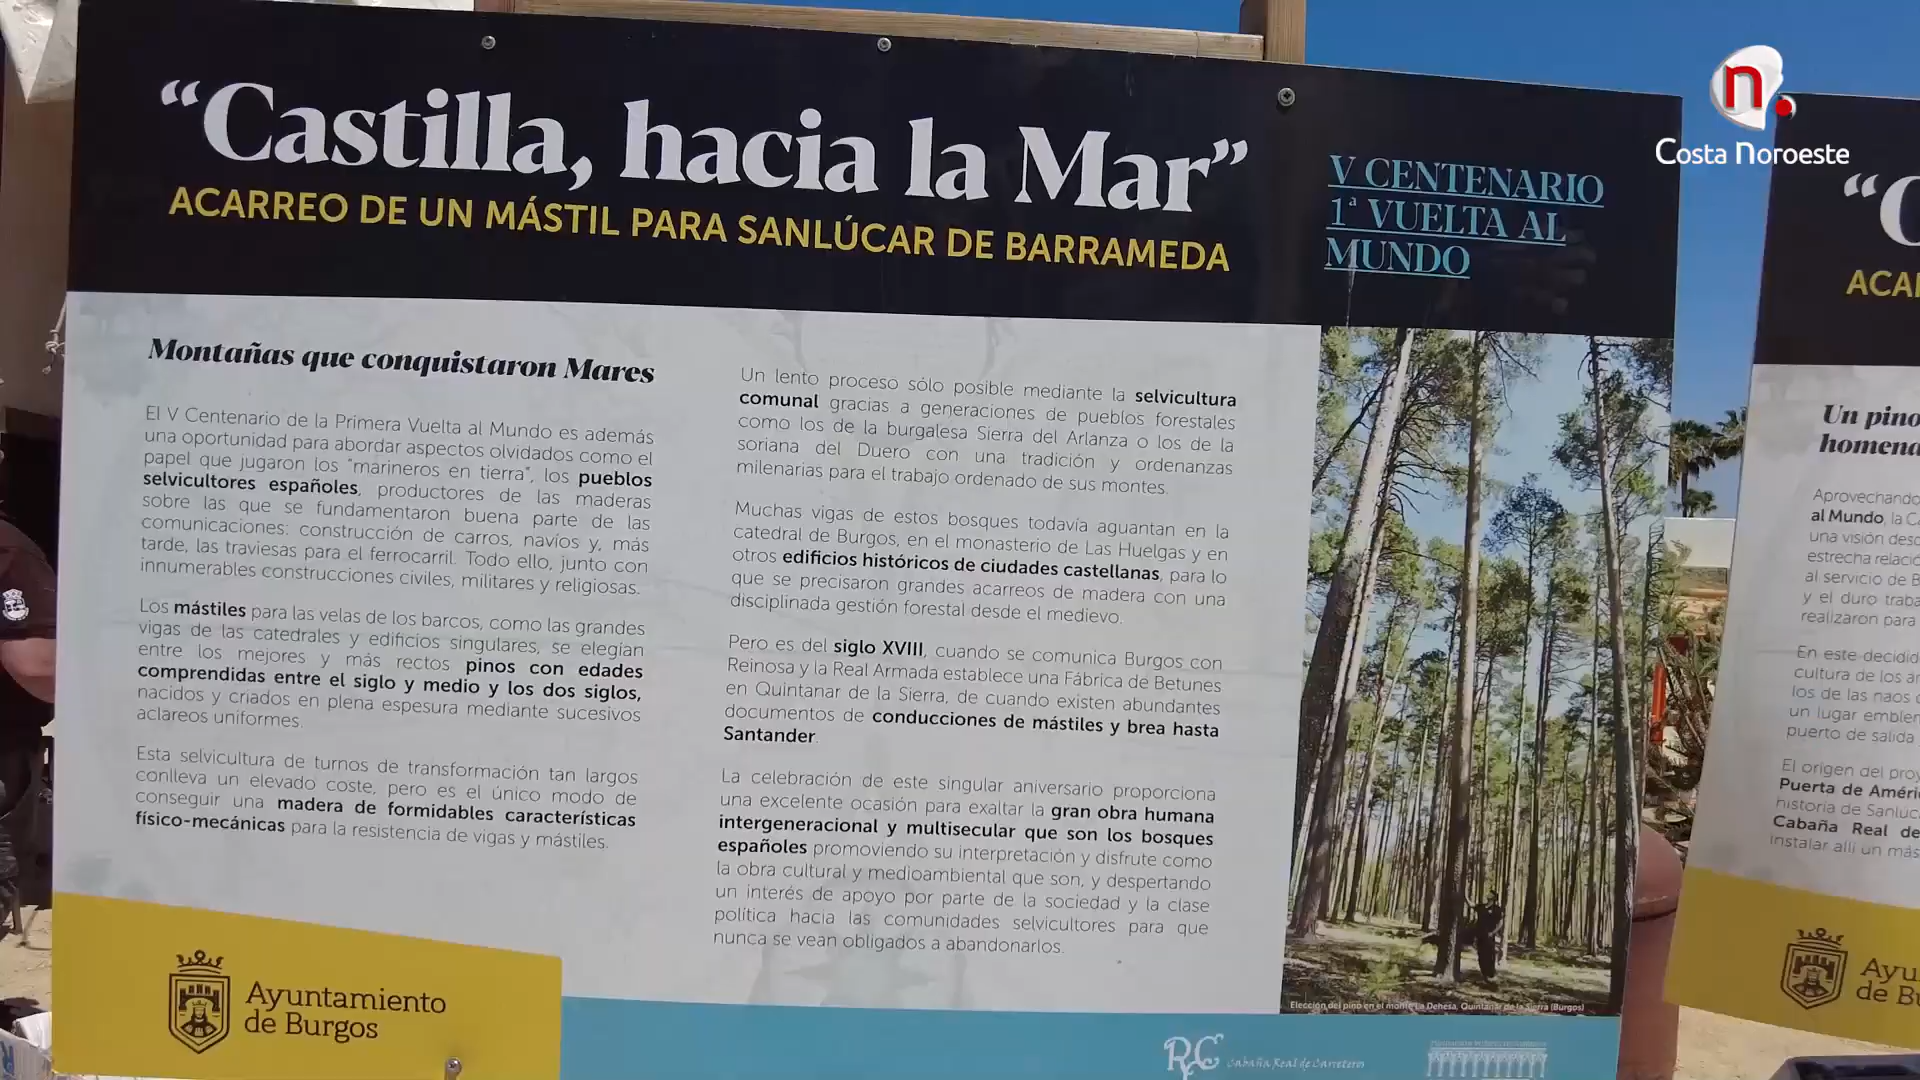 "Castilla, hacia la Mar"
ACARREO DE UN MÁSTIL PARA SANLÚCAR DE BARRAMEDA
V CENTENARIO
1ª VUELTA AL
MUNDO
Montañas que conquistaron Mares
El V Centenario de la Primera Vuelta al Mundo es además
una oportunidad para abordar aspectos olvidados como el
papel que jugaron los "marineros en tierra", los pueblos
selvicultores españoles, productores de las maderas
sobre las que se fundamentaron buena parte de las
comunicaciones: construcción de carros, navíos y, más
tarde, las traviesas para el ferrocarril. Todo ello, junto con
innumerables construcciones civiles, militares y religiosas.
Los mástiles para las velas de los barcos, como las grandes
vigas de las catedrales y edificios singulares, se elegían
entre los mejores y más rectos pinos con edades
comprendidas entre el siglo y medio y los dos siglos,
nacidos y criados en plena espesura mediante sucesivos
aclareos uniformes.
Esta selvicultura de turnos de transformación tan largos
conlleva un elevado coste, pero es el único modo de
conseguir una madera de formidables características
físico-mecánicas para la resistencia de vigas y mástiles.
Un lento proceso sólo posible mediante la selvicultura
comunal gracias a generaciones de pueblos forestales
como los de la burgalesa Sierra del Arlanza o los de la
soriana del Duero con una tradición y ordenanzas
milenarias para el trabajo ordenado de sus montes.
Muchas vigas de estos bosques todavía aguantan en la
catedral de Burgos, en el monasterio de Las Huelgas y en
otros edificios históricos de ciudades castellanas, para lo
que se precisaron grandes acarreos de madera con una
disciplinada gestión forestal desde el medievo.
Pero es del siglo XVIII, cuando se comunica Burgos con
Reinosa y la Real Armada establece una Fábrica de Betunes
en Quintanar de la Sierra, de cuando existen abundantes
documentos de conducciones de mástiles y brea hasta
Santander.
La celebración de este singular aniversario proporciona
una excelente ocasión para exaltar la gran obra humana
intergeneracional y multisecular que son los bosques
españoles promoviendo su interpretación y disfrute como
la obra cultural y medioambiental que son, y despertando
un interés de apoyo por parte de la sociedad y la clase
política hacia las comunidades selvicultores para que
nunca se vean obligados a abandonarlos.
Elección del pino en el monte La Dehesa. Quintanar de la Sierra (Burgos)
Ayuntamiento
de Burgos
RC Cabaña Real de Carreteros
n.
Costa Noroeste
"C
ACAR
Un pino
homena
Aprovechando
al Mundo, la C
una visión desc
estrecha relació
al servicio de B
y el duro traba
realizaron para
En este decidid
cultura de los ar
los de las naos
un lugar emblem
puerto de salida
El origen del proy
Puerta de Améri
historia de Sanlúc
Cabaña Real de
instalar allí un más
Ayu
de Bu